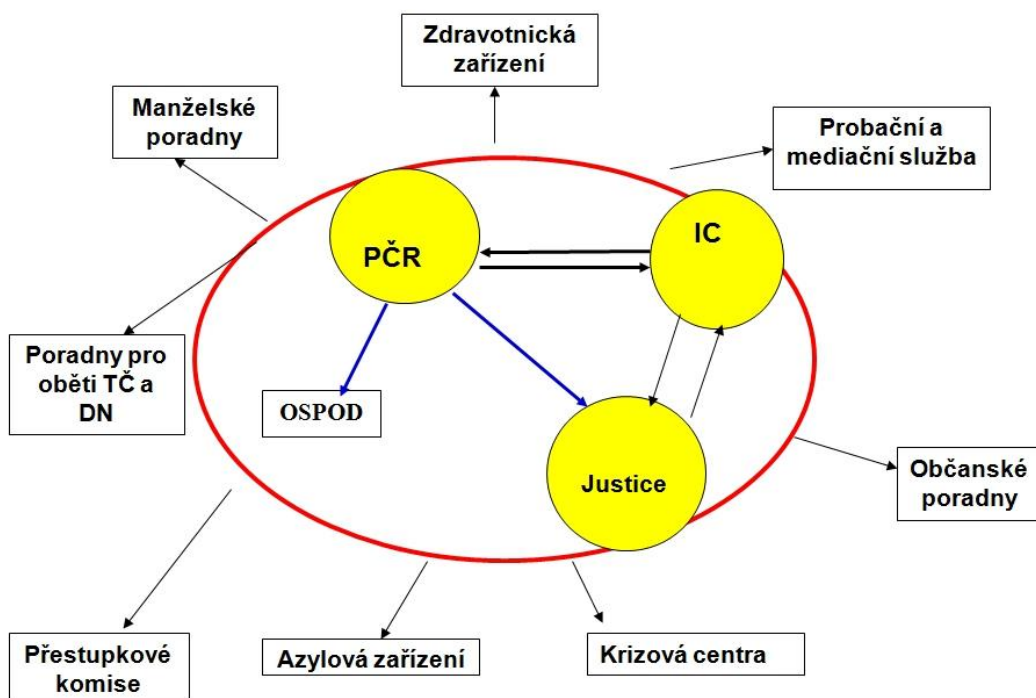 Zdravotnická
zařízení
Manželské
poradny
Probační a
mediační služba
PČR
IC
Poradny pro
oběti TČ a
DN
OSPOD
Justice
Občanské
poradny
Přestupkové
komise
Azylová zařízení
Krizová centra